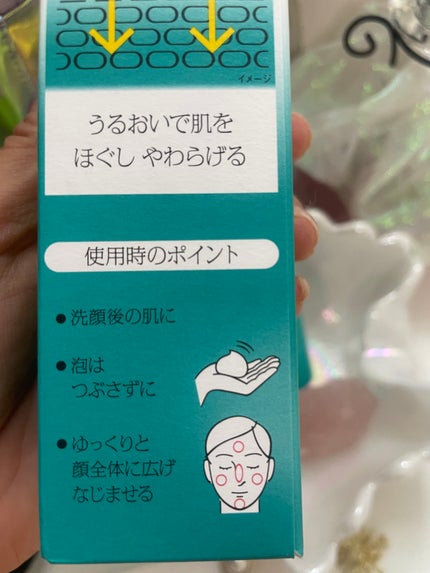 イメージ
うるおいで肌を
ほぐし やわらげる
使用時のポイント
●洗顔後の肌に
●泡は
つぶさずに
●ゆっくりと
顔全体に広げ
なじませる